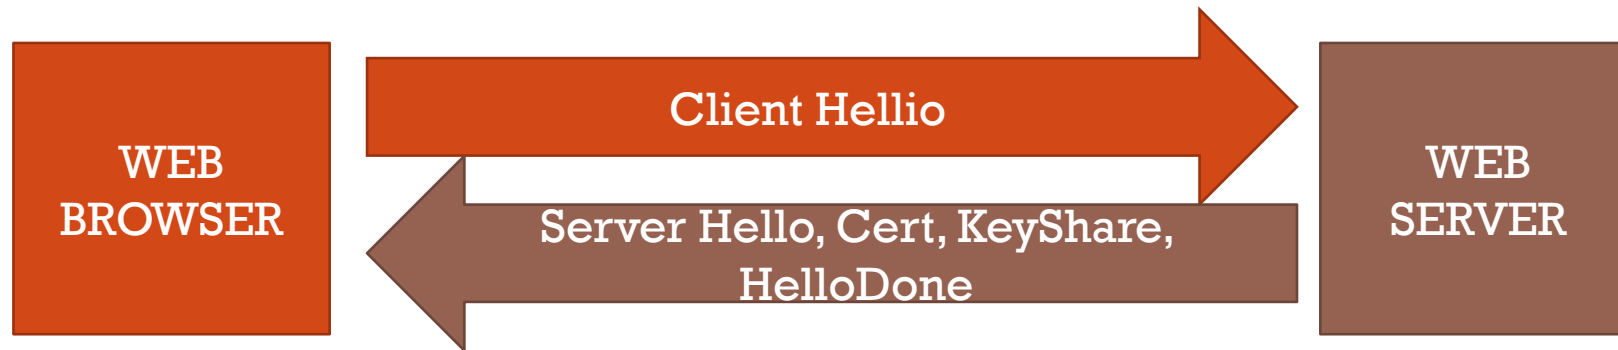 WEB
BROWSER
Client Hellio
Server Hello, Cert, KeyShare,
HelloDone
WEB
SERVER